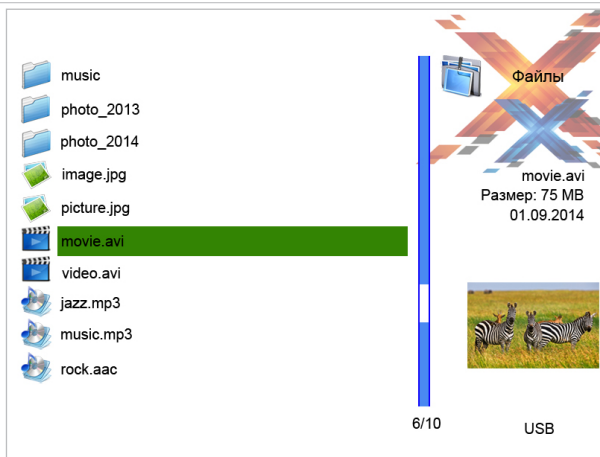 music
photo_2013
photo_2014
image.jpg
picture.jpg
movie.avi
video.avi
jazz.mp3
music.mp3
rock.aac
6/10
Файлы
movie.avi
Размер: 75 MB
01.09.2014
USB